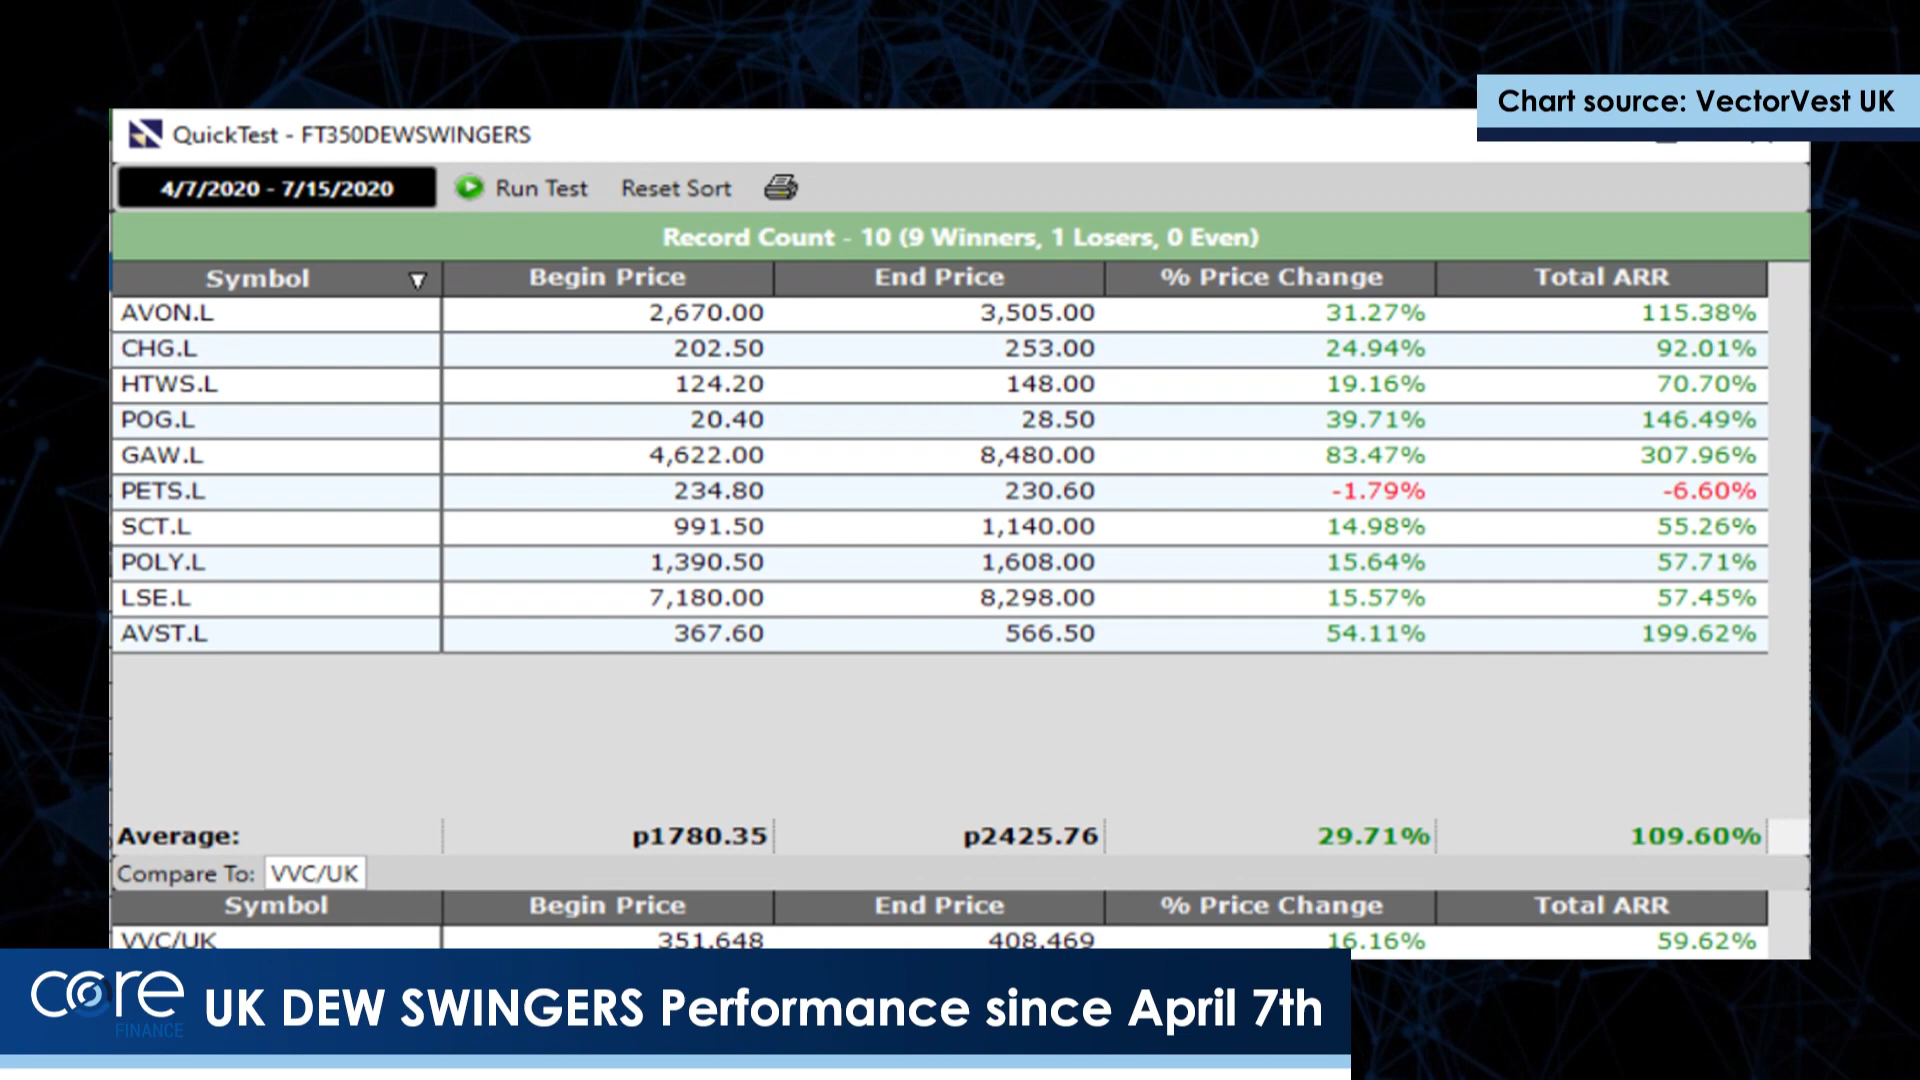 Chart source: VectorVest UK
QuickTest - FT350DEWSWINGERS
4/7/2020 - 7/15/2020 Run Test Reset Sort
Record Count - 10 (9 Winners, 1 Losers, 0 Even)
Symbol Begin Price End Price % Price Change Total ARR
AVON.L 2,670.00 3,505.00 31.27% 115.38%
CHG.L 202.50 253.00 24.94% 92.01%
HTWS.L 124.20 148.00 19.16% 70.70%
POG.L 20.40 28.50 39.71% 146.49%
GAW.L 4,622.00 8,480.00 83.47% 307.96%
PETS.L 234.80 230.60 -1.79% -6.60%
SCT.L 991.50 1,140.00 14.98% 55.26%
POLY.L 1,390.50 1,608.00 15.64% 57.71%
LSE.L 7,180.00 8,298.00 15.57% 57.45%
AVST.L 367.60 566.50 54.11% 199.62%
Average: p1780.35 p2425.76 29.71% 109.60%
Compare To: VVC/UK
Symbol Begin Price End Price % Price Change Total ARR
VVC/UK 351.648 408.469 16.16% 59.62%
core
FINANCE
UK DEW SWINGERS Performance since April 7th